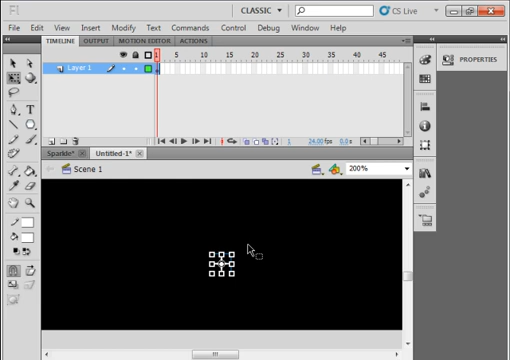 Fl
CLASSIC
CS Live
File Edit View Insert Modify Text Commands Control Debug Window Help
TIMELINE OUTPUT MOTION EDITOR ACTIONS
PROPERTIES
1 5 10 15 20 25 30 35 40 45
Layer 1
1 24.00 fps 0.0 s
Sparkle* Untitled-1*
Scene 1
200%
T